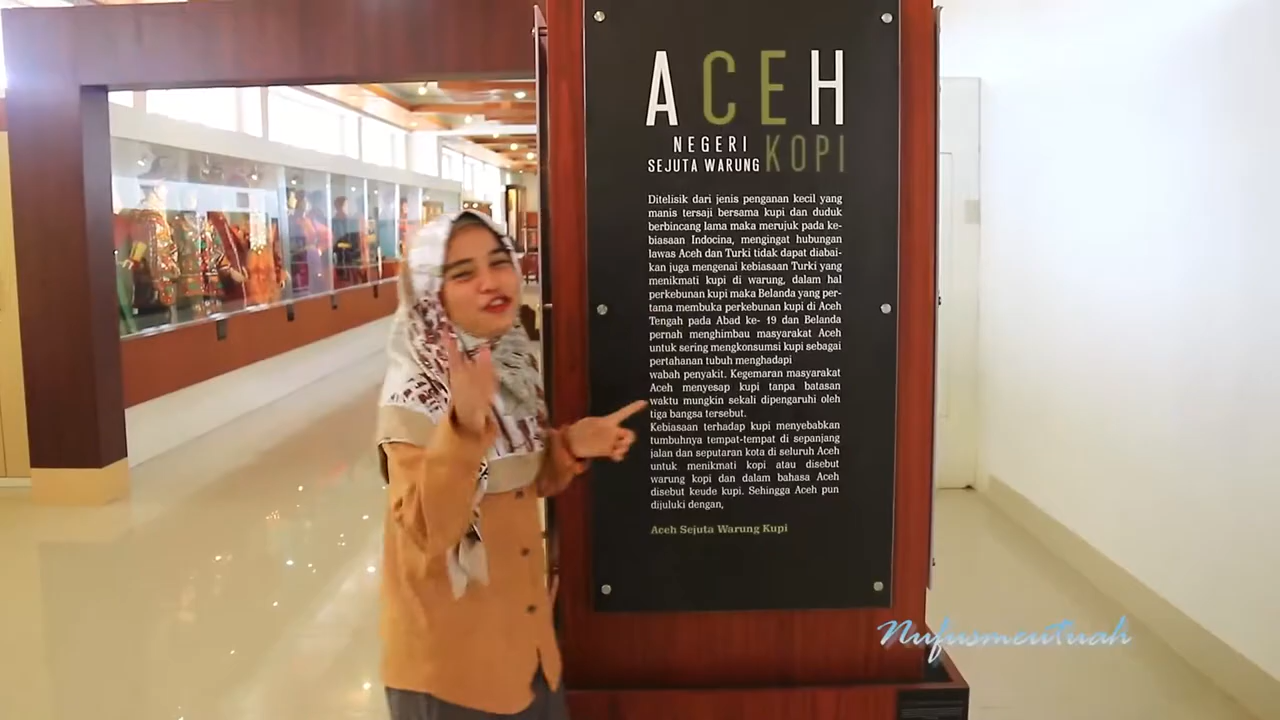 ACEH
NEGERI
SEJUTA WARUNG KOPI
Ditelisik dari jenis penganan kecil yang
manis tersaji bersama kupi dan duduk
berbincang lama maka merujuk pada ke-
biasaan Indocina, mengingat hubungan
lawas Aceh dan Turki tidak dapat diabai-
kan juga mengenai kebiasaan Turki yang
menikmati kupi di warung, dalam hal
perkebunan kupi maka Belanda yang per-
tama membuka perkebunan kupi di Aceh
Tengah pada Abad ke- 19 dan Belanda
pernah menghimbau masyarakat Aceh
untuk sering mengkonsumsi kupi sebagai
pertahanan tubuh menghadapi
wabah penyakit. Kegemaran masyarakat
Aceh menyesap kupi tanpa batasan
waktu mungkin sekali dipengaruhi oleh
tiga bangsa tersebut.
Kebiasaan terhadap kupi menyebabkan
tumbuhnya tempat-tempat di sepanjang
jalan dan seputaran kota di seluruh Aceh
untuk menikmati kopi atau disebut
warung kopi dan dalam bahasa Aceh
disebut keude kupi. Sehingga Aceh pun
dijuluki dengan,
Aceh Sejuta Warung Kupi
Nufusmeutuah